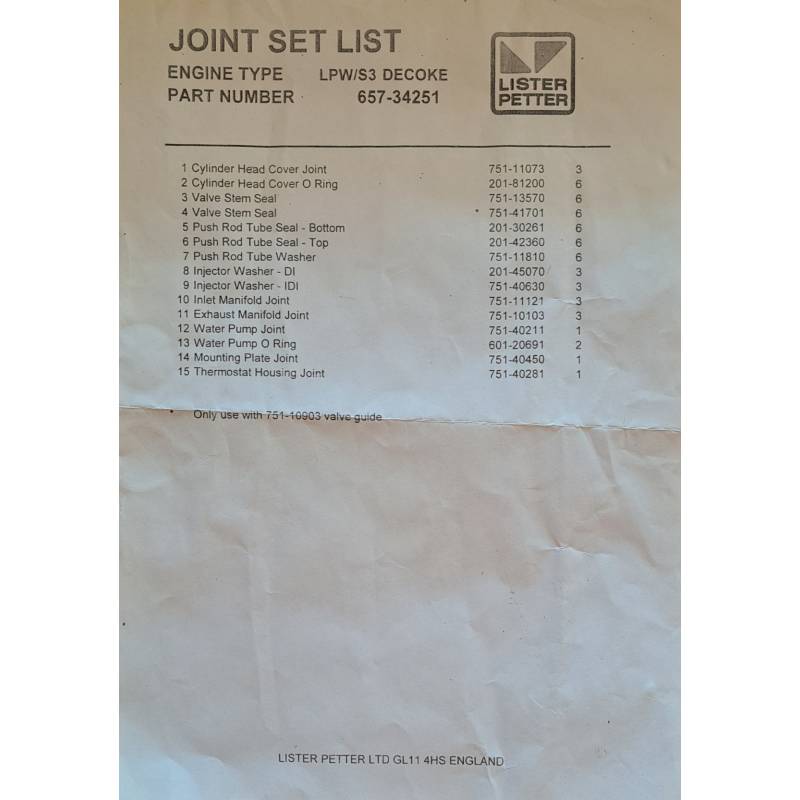 JOINT SET LIST
ENGINE TYPE LPW/S3 DECOKE
PART NUMBER 657-34251
LISTER
PETTER
1 Cylinder Head Cover Joint 751-11073 3
2 Cylinder Head Cover O Ring 201-81200 6
3 Valve Stem Seal 751-13570 6
4 Valve Stem Seal * 751-41701 6
5 Push Rod Tube Seal - Bottom 201-30261 6
6 Push Rod Tube Seal - Top 201-42360 6
7 Push Rod Tube Washer 751-11810 6
8 Injector Washer - DI 201-45070 3
9 Injector Washer - IDI 751-40630 3
10 Inlet Manifold Joint 751-11121 3
11 Exhaust Manifold Joint 751-10103 3
12 Water Pump Joint 751-40211 1
13 Water Pump O Ring 601-20691 2
14 Mounting Plate Joint 751-40450 1
15 Thermostat Housing Joint 751-40281 1
* Only use with 751-10903 valve guide
LISTER PETTER LTD GL11 4HS ENGLAND